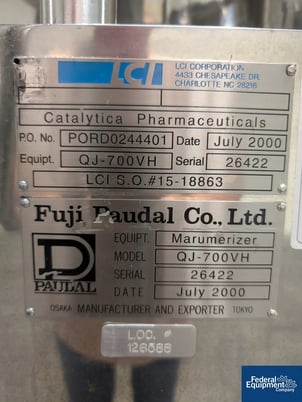 LCI
LCI CORPORATION
4433 CHESAPEAKE DR.
CHARLOTTE NC 28216
Catalytica Pharmaceuticals
P.O. No. PORD0244401 Date July 2000
Equipt. QJ-700VH Serial 26422
LCI S.O.#15-18863
Fuji Paudal Co., Ltd.
PAUDAL
EQUIPT. Marumerizer
MODEL QJ-700VH
SERIAL 26422
DATE July 2000
OSAKA MANUFACTURER AND EXPORTER TOKYO
LOC. #
126588
Federal
Equipment
Company